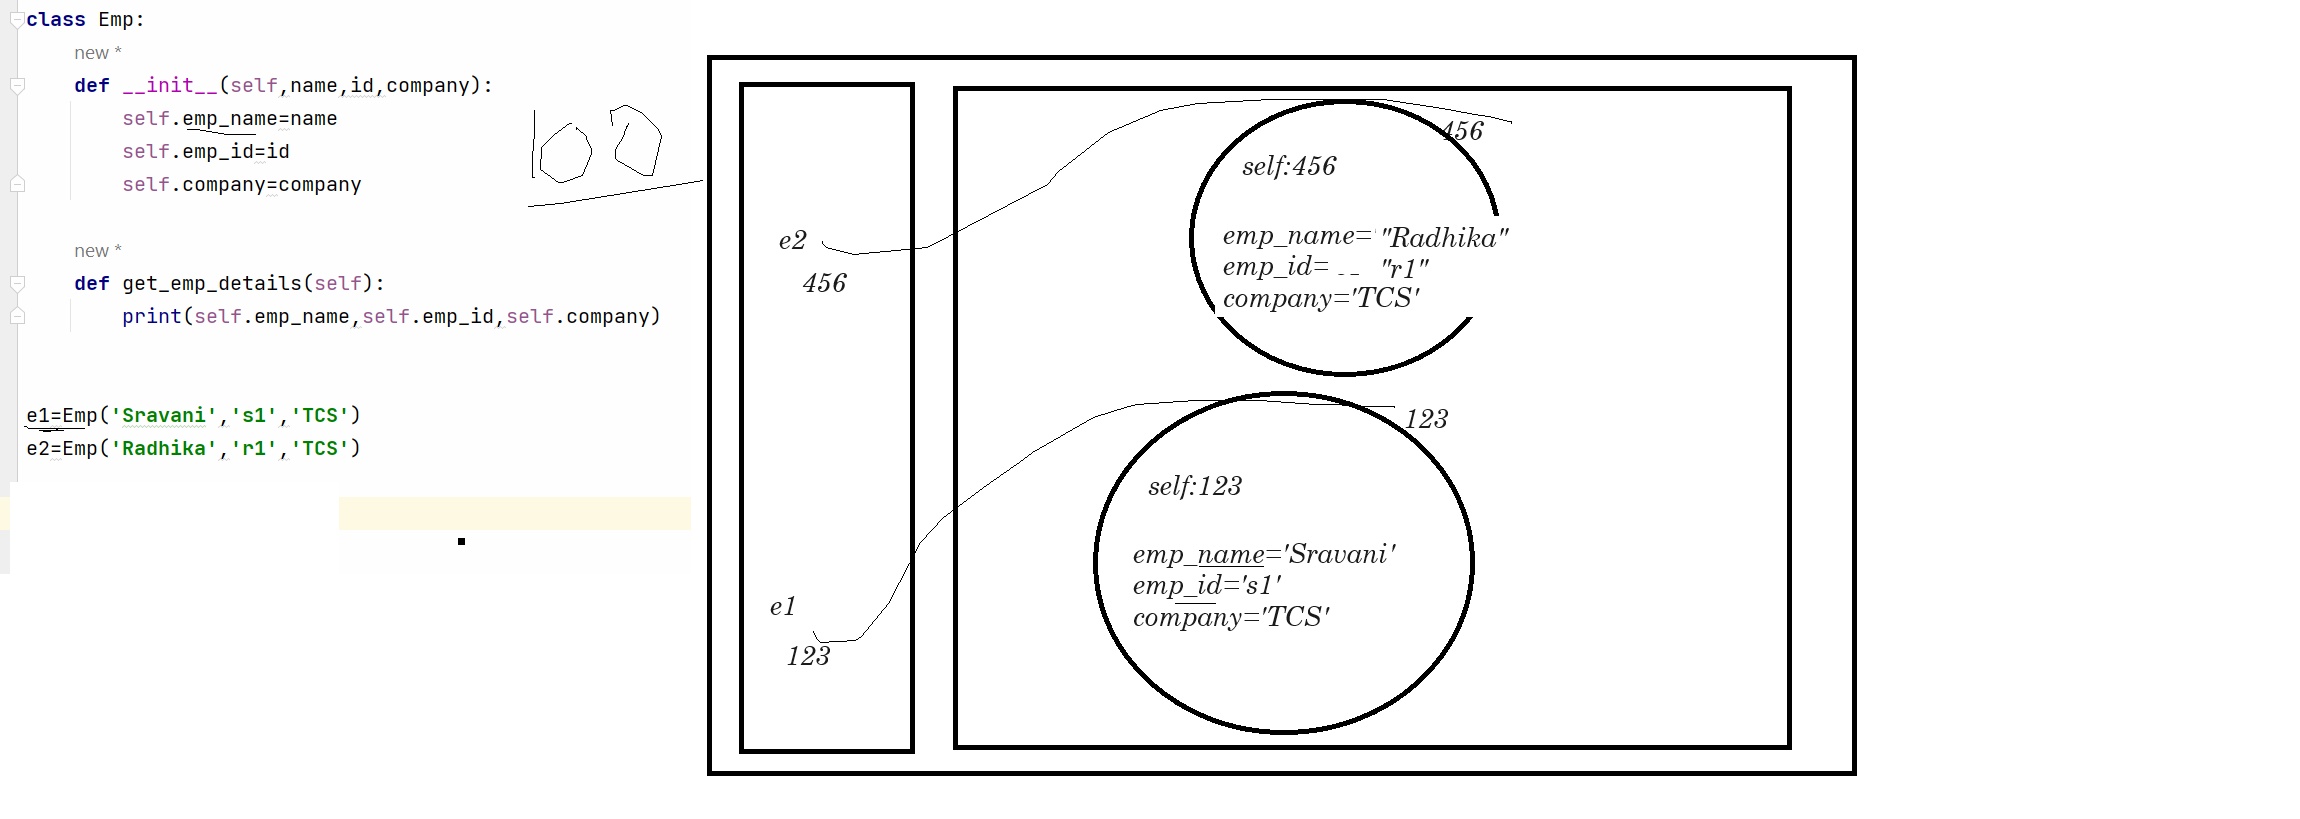 class Emp:
new *
def __init__(self,name,id,company):
self.emp_name=name
self.emp_id=id
self.company=company
new *
def get_emp_details(self):
print(self.emp_name,self.emp_id,self.company)
e1=Emp('Sravani','s1','TCS')
e2=Emp('Radhika','r1','TCS')
100
e2
456
e1
123
456
self:456
emp_name= "Radhika"
emp_id= "r1"
company='TCS'
123
self:123
emp_name='Sravani'
emp_id='s1'
company='TCS'